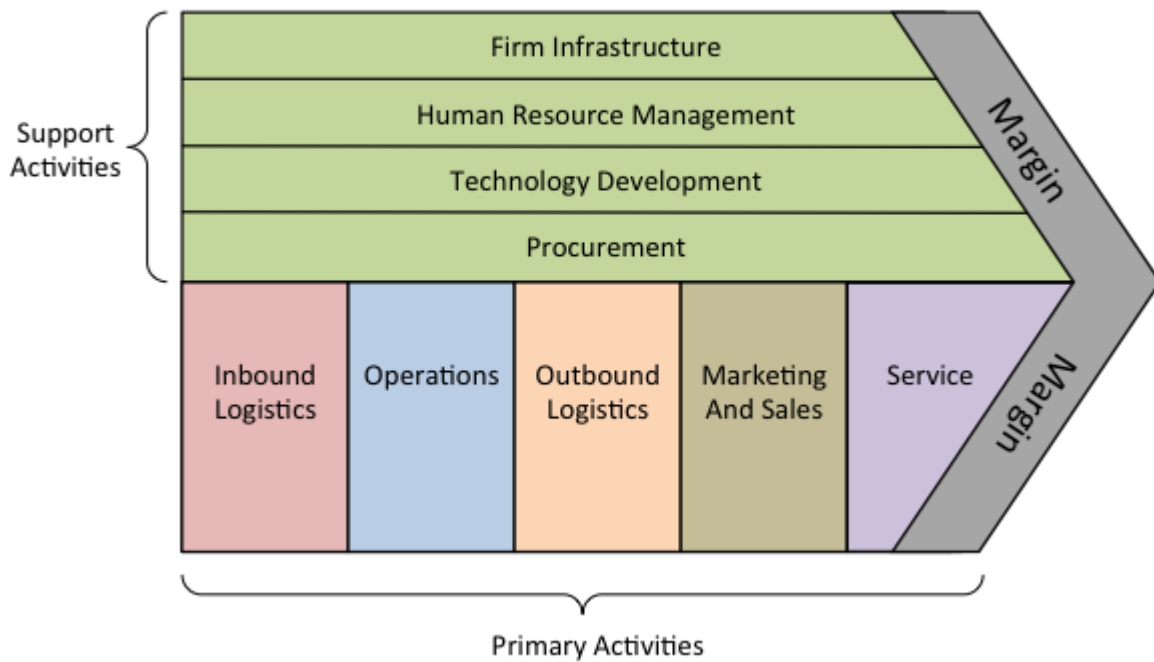 Firm Infrastructure
Human Resource Management
Technology Development
Procurement
Support
Activities
Margin
Inbound
Logistics
Operations
Outbound
Logistics
Marketing
And Sales
Service
Margin
Primary Activities